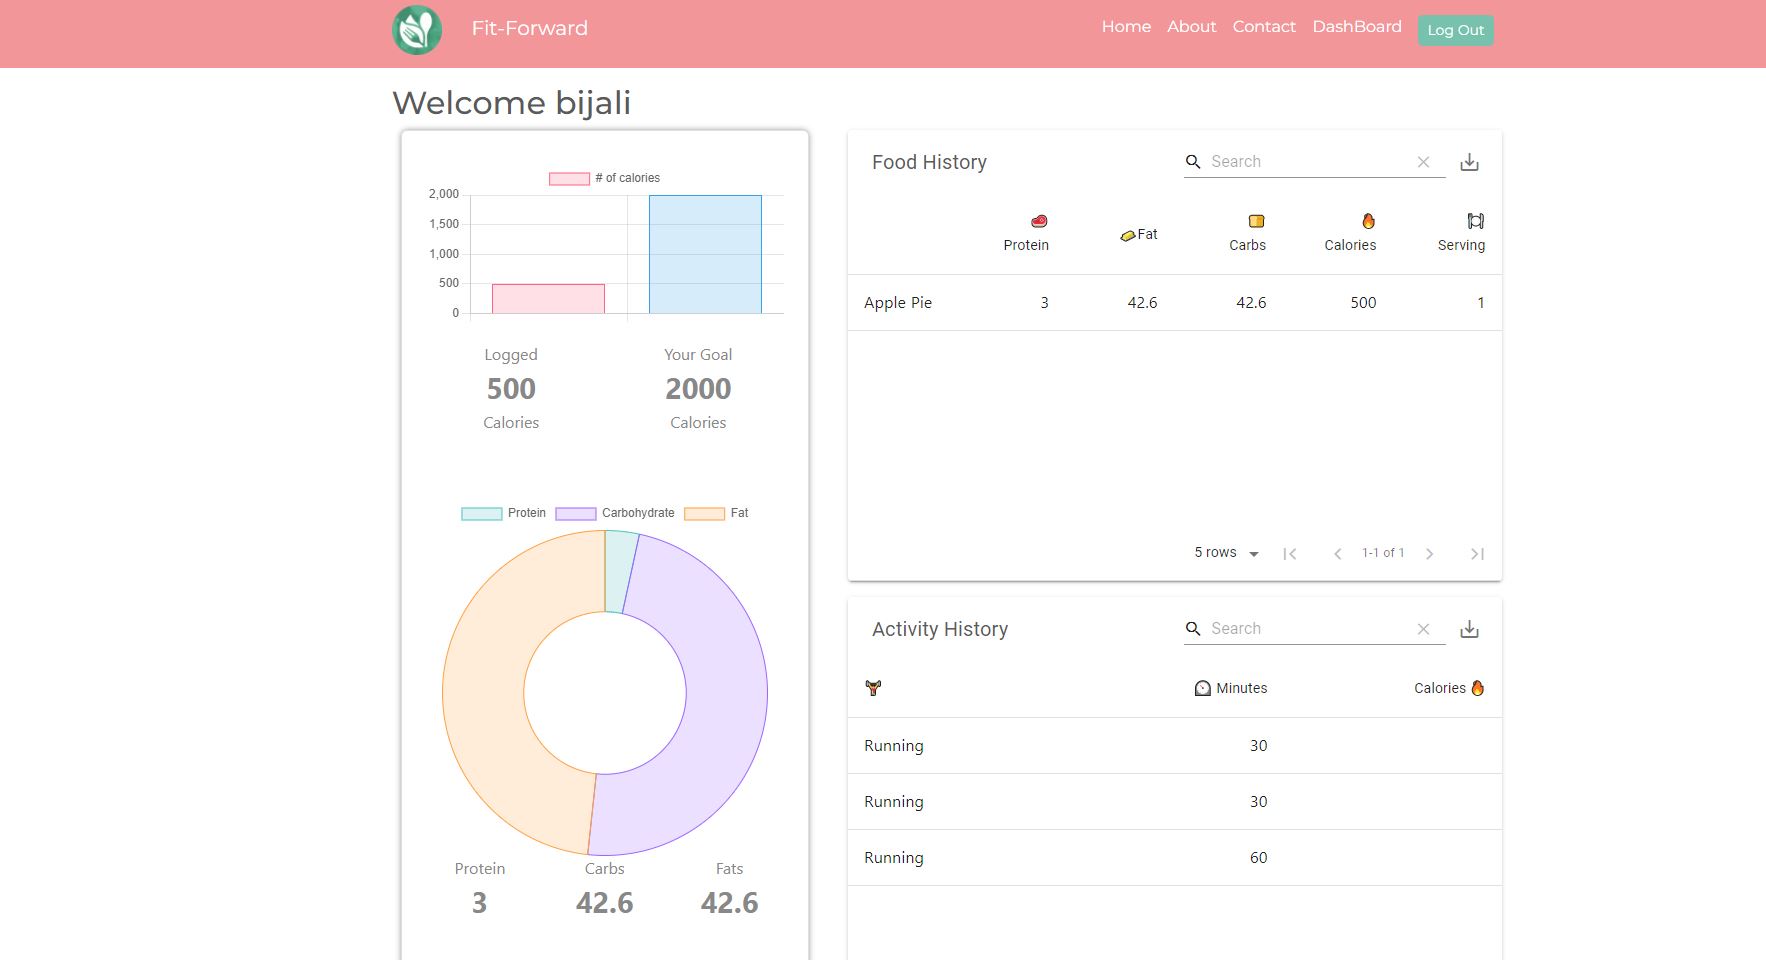 Fit-Forward
Home About Contact DashBoard Log Out
Welcome bijali
# of calories
2,000
1,500
1,000
500
0
Logged Your Goal
500 2000
Calories Calories
Protein Carbohydrate Fat
Protein Carbs Fats
3 42.6 42.6
Food History
Search
Protein Fat Carbs Calories Serving
Apple Pie 3 42.6 42.6 500 1
5 rows 1-1 of 1
Activity History
Search
Minutes Calories
Running 30
Running 30
Running 60